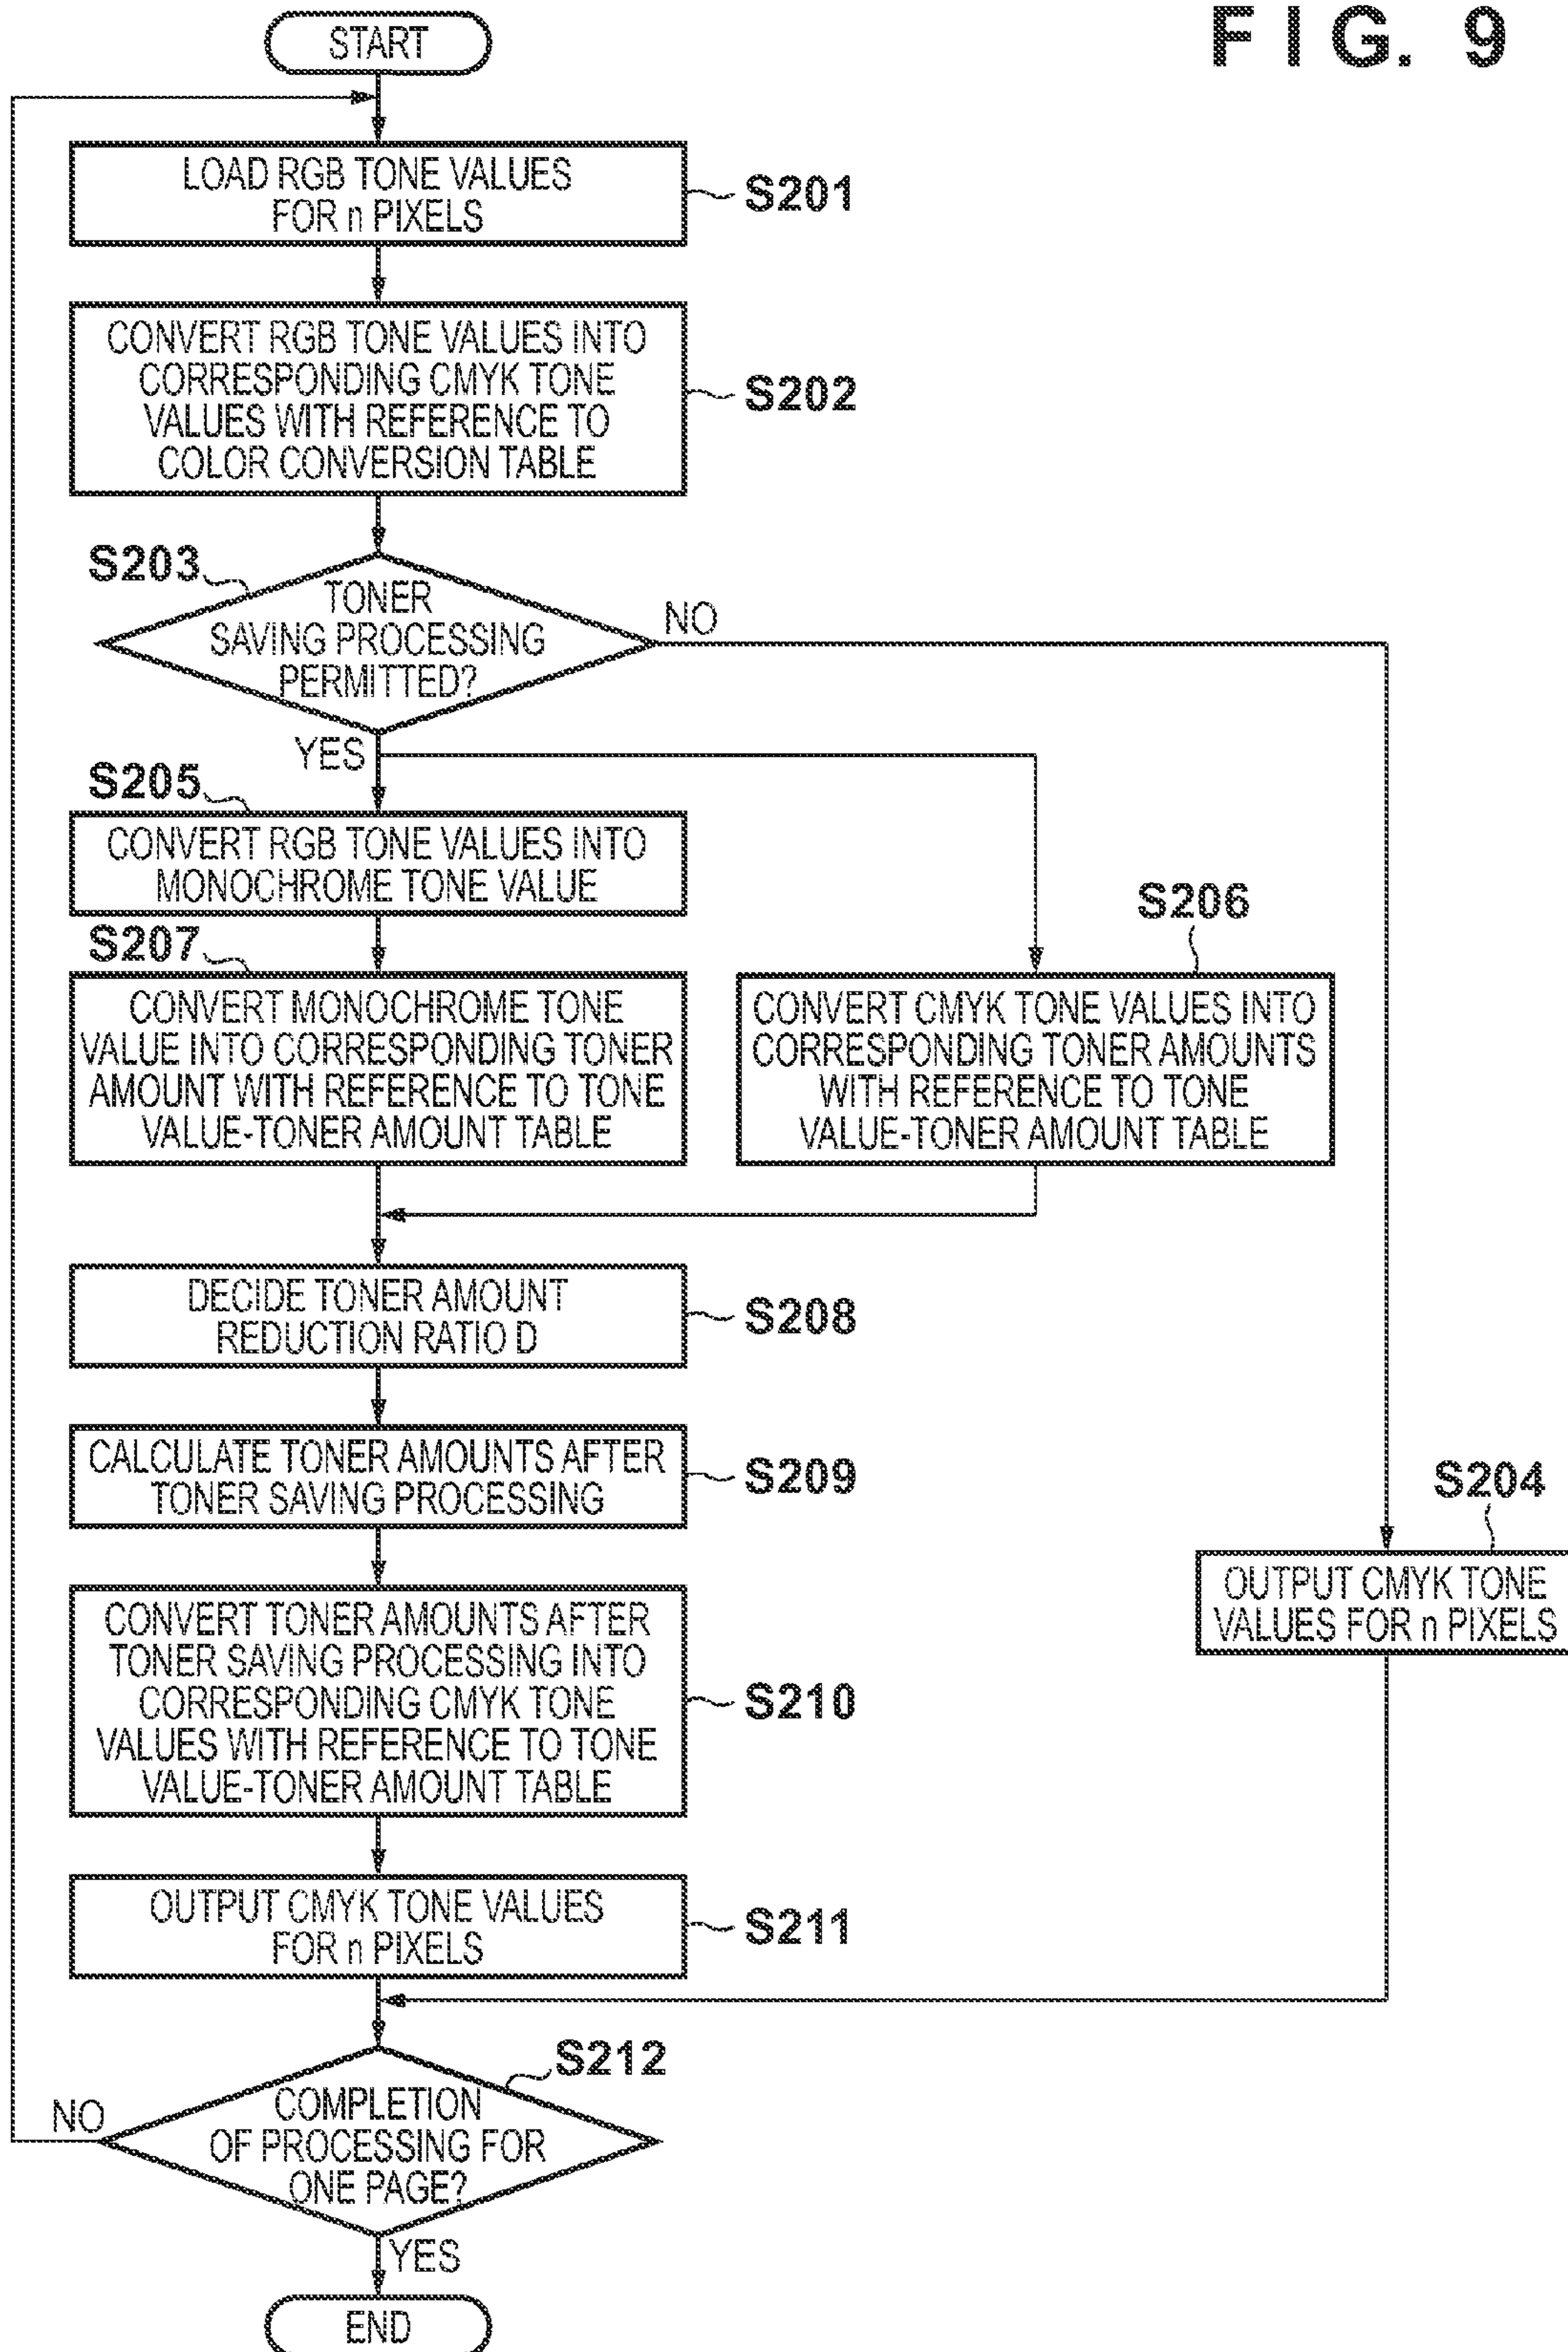 FIG. 9
START
LOAD RGB TONE VALUES
FOR n PIXELS
S201
CONVERT RGB TONE VALUES INTO
CORRESPONDING CMYK TONE
VALUES WITH REFERENCE TO
COLOR CONVERSION TABLE
S202
S203
TONER
SAVING PROCESSING
PERMITTED?
NO
YES
S205
CONVERT RGB TONE VALUES INTO
MONOCHROME TONE VALUE
S206
S207
CONVERT MONOCHROME TONE
VALUE INTO CORRESPONDING TONER
AMOUNT WITH REFERENCE TO TONE
VALUE-TONER AMOUNT TABLE
CONVERT CMYK TONE VALUES INTO
CORRESPONDING TONER AMOUNTS
WITH REFERENCE TO TONE
VALUE-TONER AMOUNT TABLE
DECIDE TONER AMOUNT
REDUCTION RATIO D
S208
CALCULATE TONER AMOUNTS AFTER
TONER SAVING PROCESSING
S209
S204
OUTPUT CMYK TONE
VALUES FOR n PIXELS
CONVERT TONER AMOUNTS AFTER
TONER SAVING PROCESSING INTO
CORRESPONDING CMYK TONE
VALUES WITH REFERENCE TO TONE
VALUE-TONER AMOUNT TABLE
S210
OUTPUT CMYK TONE VALUES
FOR n PIXELS
S211
S212
COMPLETION
OF PROCESSING FOR
ONE PAGE?
NO
YES
END